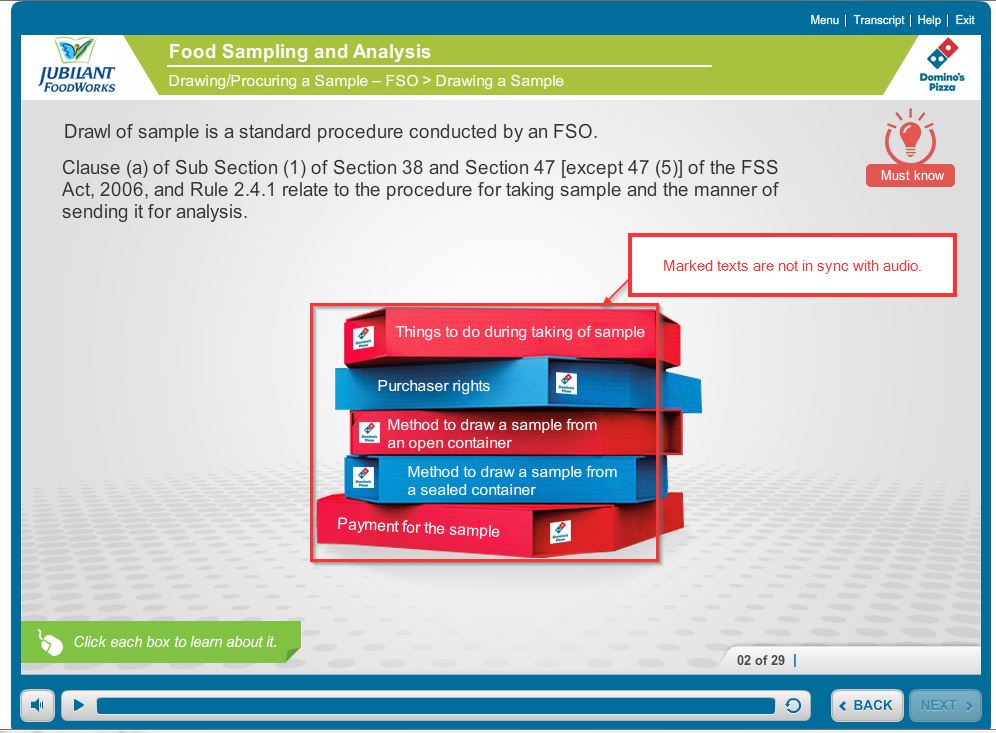 Menu | Transcript | Help | Exit
JUBILANT
FOODWORKS
Food Sampling and Analysis
Drawing/Procuring a Sample – FSO > Drawing a Sample
Domino's
Pizza
Drawl of sample is a standard procedure conducted by an FSO.
Clause (a) of Sub Section (1) of Section 38 and Section 47 [except 47 (5)] of the FSS
Act, 2006, and Rule 2.4.1 relate to the procedure for taking sample and the manner of
sending it for analysis.
Must know
Marked texts are not in sync with audio.
Things to do during taking of sample
Purchaser rights
Method to draw a sample from
an open container
Method to draw a sample from
a sealed container
Payment for the sample
Click each box to learn about it.
02 of 29 |
< BACK
NEXT >